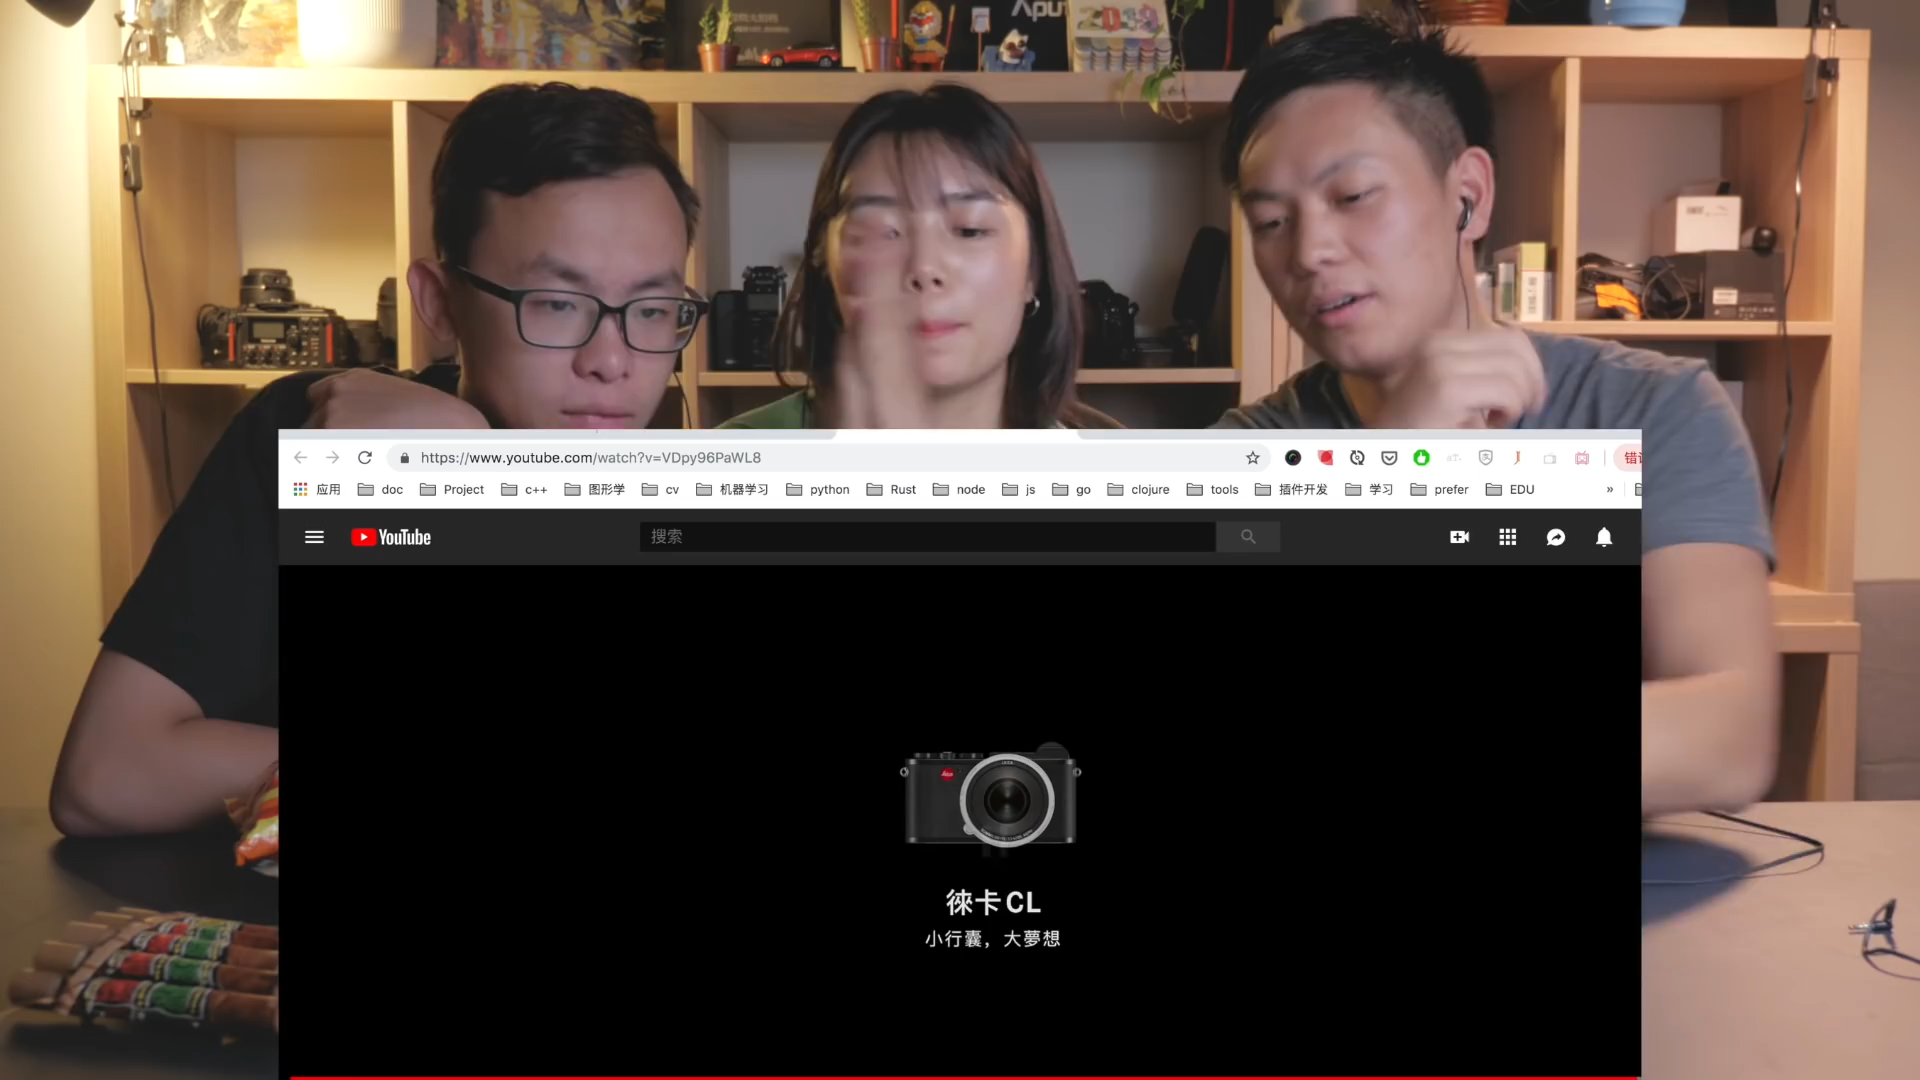 Aput
2019
https://www.youtube.com/watch?v=VDpy96PaWL8
应用 doc Project c++ 图形学 cv 机器学习 python Rust node js go clojure tools 插件开发 学习 prefer EDU »
YouTube
搜索
徠卡CL
小行囊，大夢想